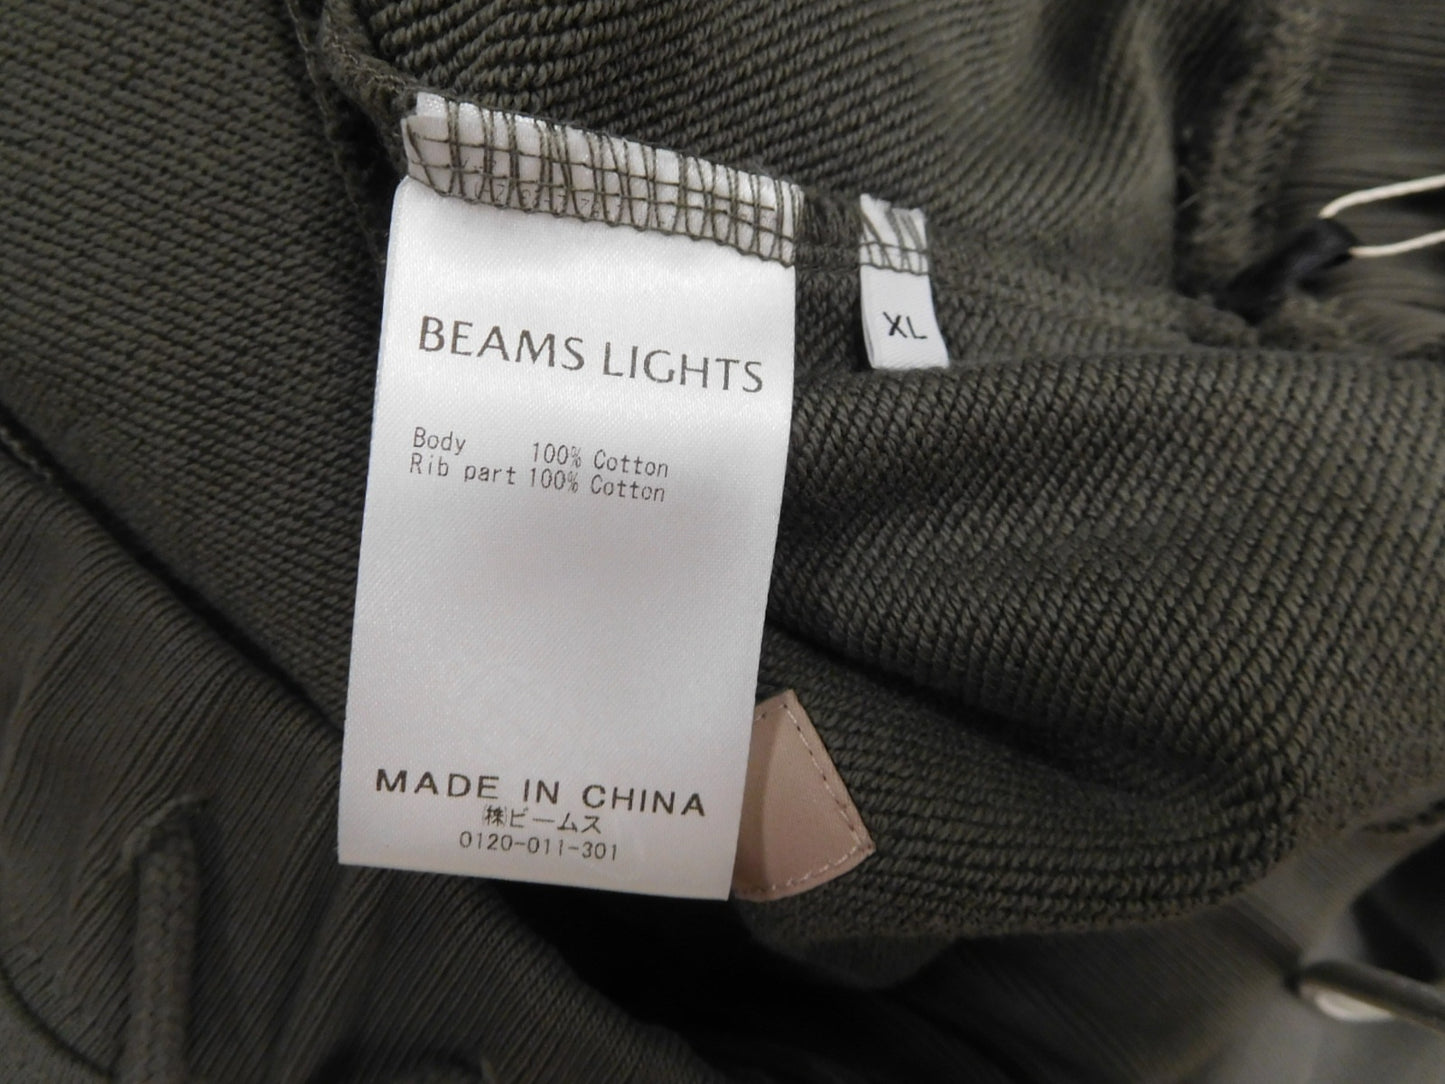 BEAMS LIGHTS
XL
Body 100% Cotton
Rib part 100% Cotton
MADE IN CHINA
㈱ビームス
0120-011-301